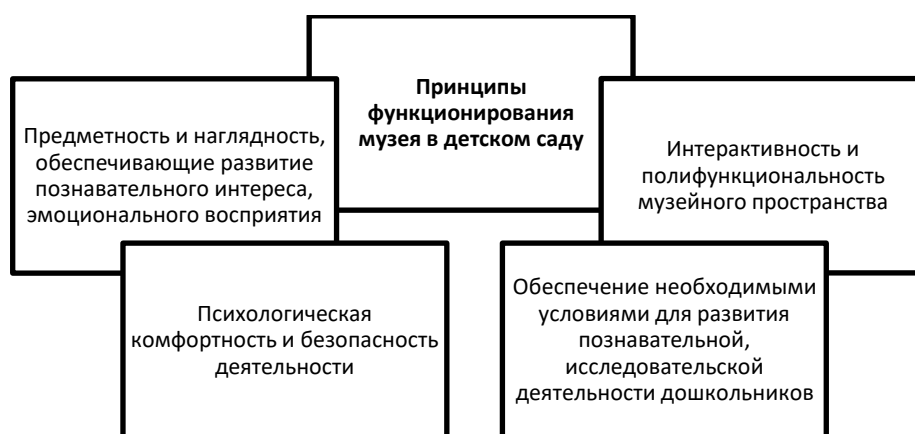 Принципы
функционирования
музея в детском саду
Предметность и наглядность,
обеспечивающие развитие
познавательного интереса,
эмоционального восприятия
Интерактивность и
полифункциональность
музейного пространства
Психологическая
комфортность и безопасность
деятельности
Обеспечение необходимыми
условиями для развития
познавательной,
исследовательской
деятельности дошкольников